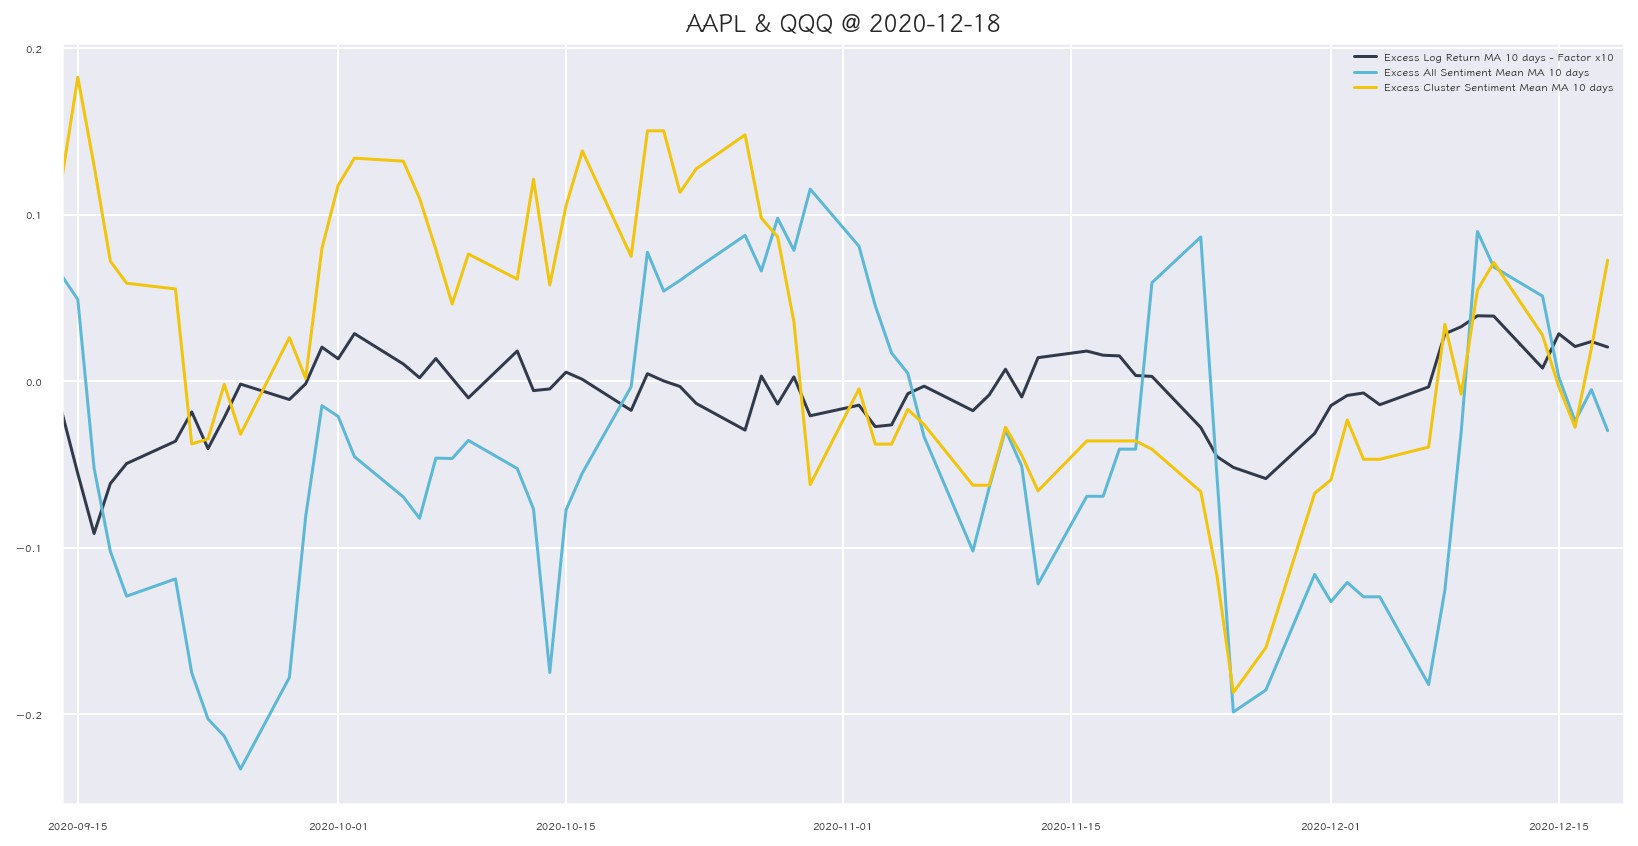 AAPL & QQQ @ 2020-12-18
Excess Log Return MA 10 days - Factor x10
Excess All Sentiment Mean MA 10 days
Excess Cluster Sentiment Mean MA 10 days
0.2
0.1
0.0
−0.1
−0.2
2020-09-15 2020-10-01 2020-10-15 2020-11-01 2020-11-15 2020-12-01 2020-12-15